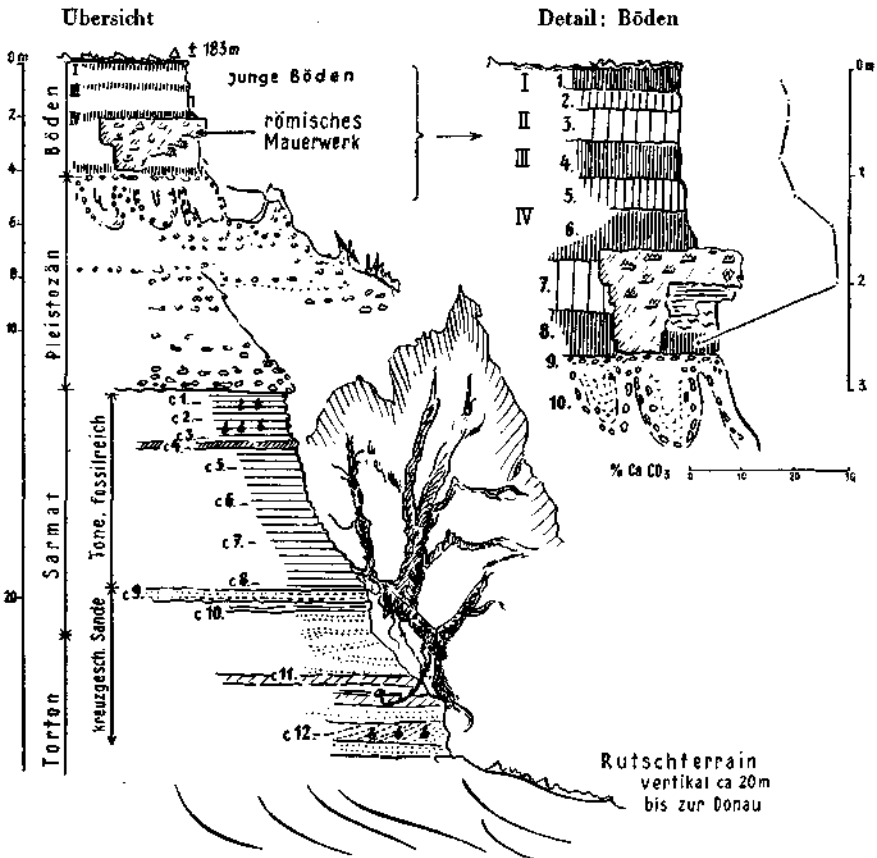 Übersicht
Detail: Böden
0m
2
4
6
8
10
20
Böden
Pleistozän
Sarmat
Torton
Tone, fossilreich
kreuzgesch. Sande
± 183m
I
III
IV
Junge Böden
römisches
Mauerwerk
c 1.
c 2.
c 3.
c 4.
c 5.
c 6.
c 7.
c 8.
c 9.
c 10.
c 11.
c 12.
I
II
III
IV
1.
2.
3.
4.
5.
6.
7.
8.
9.
10.
0m
1
2
3
% Ca CO3
0
10
20
30
Rutschterrain
vertikal ca 20m
bis zur Donau